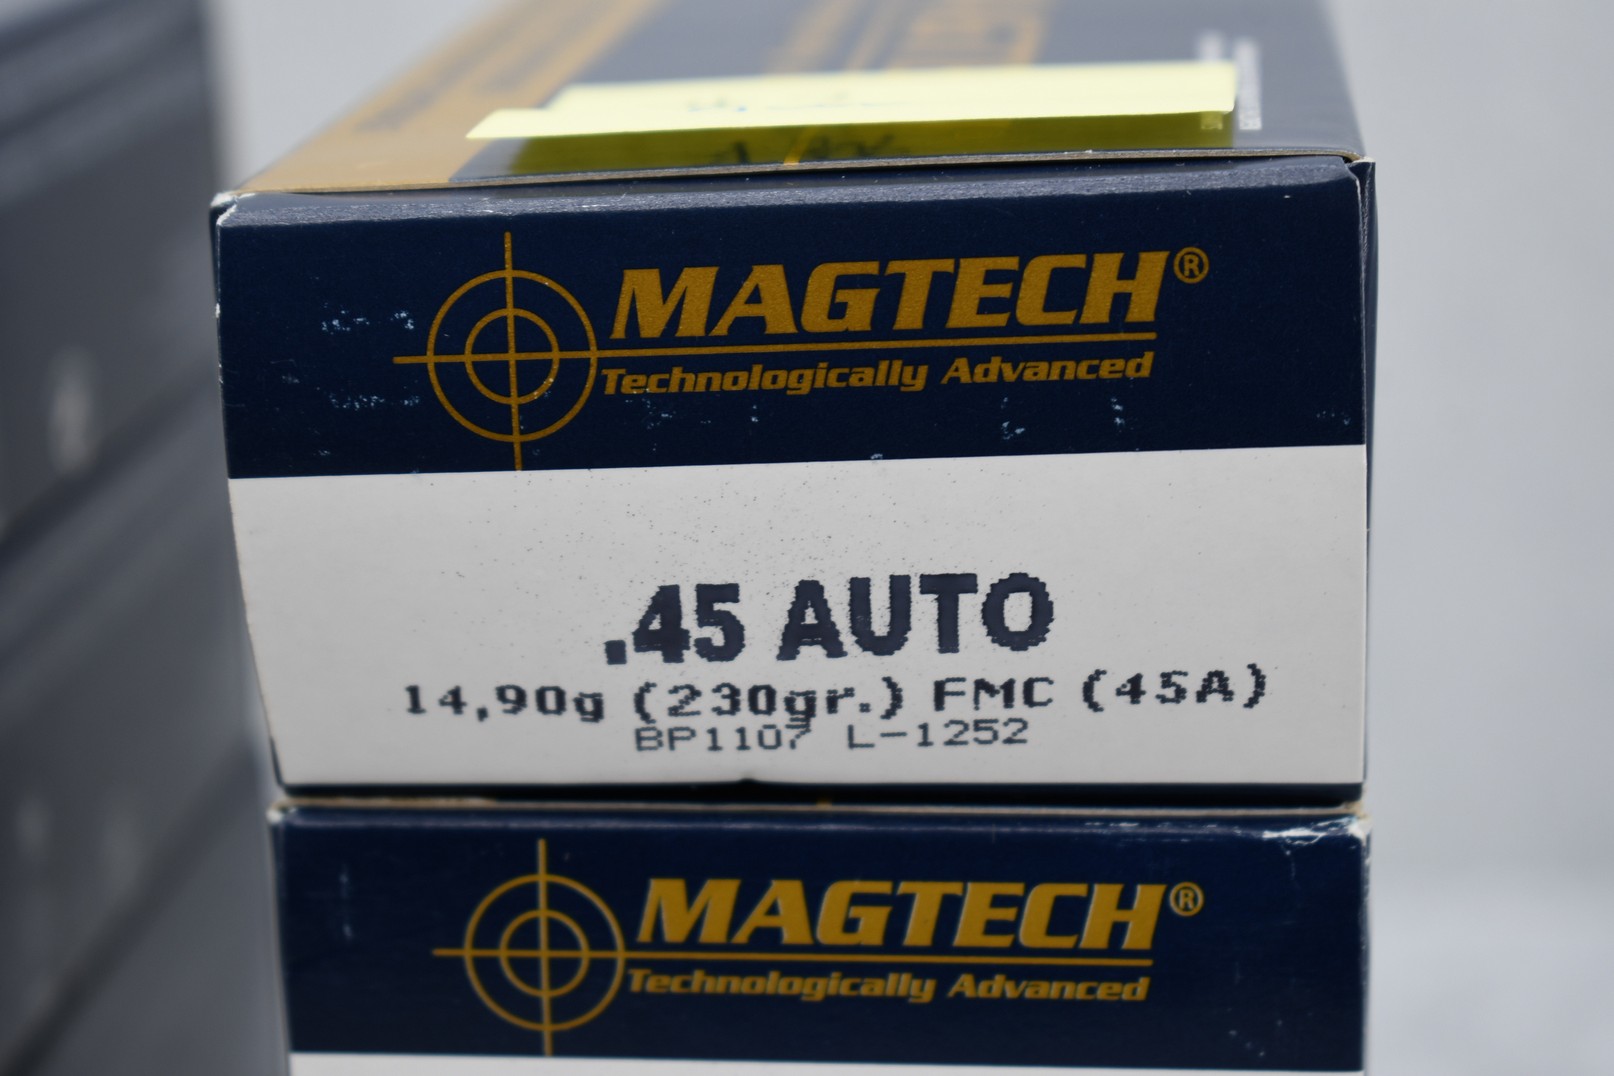 MAGTECH®
Technologically Advanced
.45 AUTO
14,90g (230gr.) FMC (45A)
BP1107 L-1252
MAGTECH®
Technologically Advanced